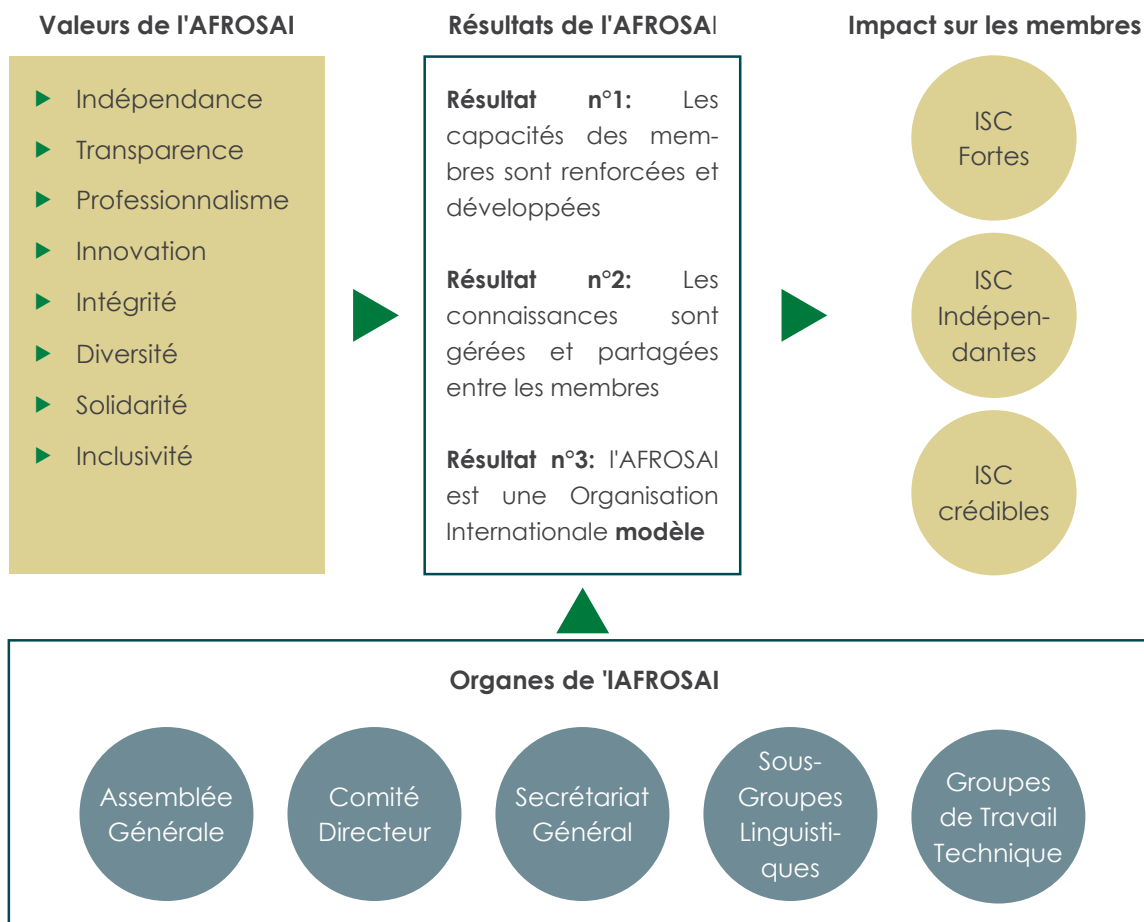 Valeurs de l'AFROSAI
Indépendance
Transparence
Professionnalisme
Innovation
Intégrité
Diversité
Solidarité
Inclusivité
Résultats de l'AFROSAI
Résultat n°1: Les
capacités des mem-
bres sont renforcées et
développées
Résultat n°2: Les
connaissances sont
gérées et partagées
entre les membres
Résultat n°3: l'AFROSAI
est une Organisation
Internationale modèle
Impact sur les membres
ISC
Fortes
ISC
Indépen-
dantes
ISC
crédibles
Organes de 'lAFROSAI
Assemblée
Générale
Comité
Directeur
Secrétariat
Général
Sous-
Groupes
Linguisti-
ques
Groupes
de Travail
Technique